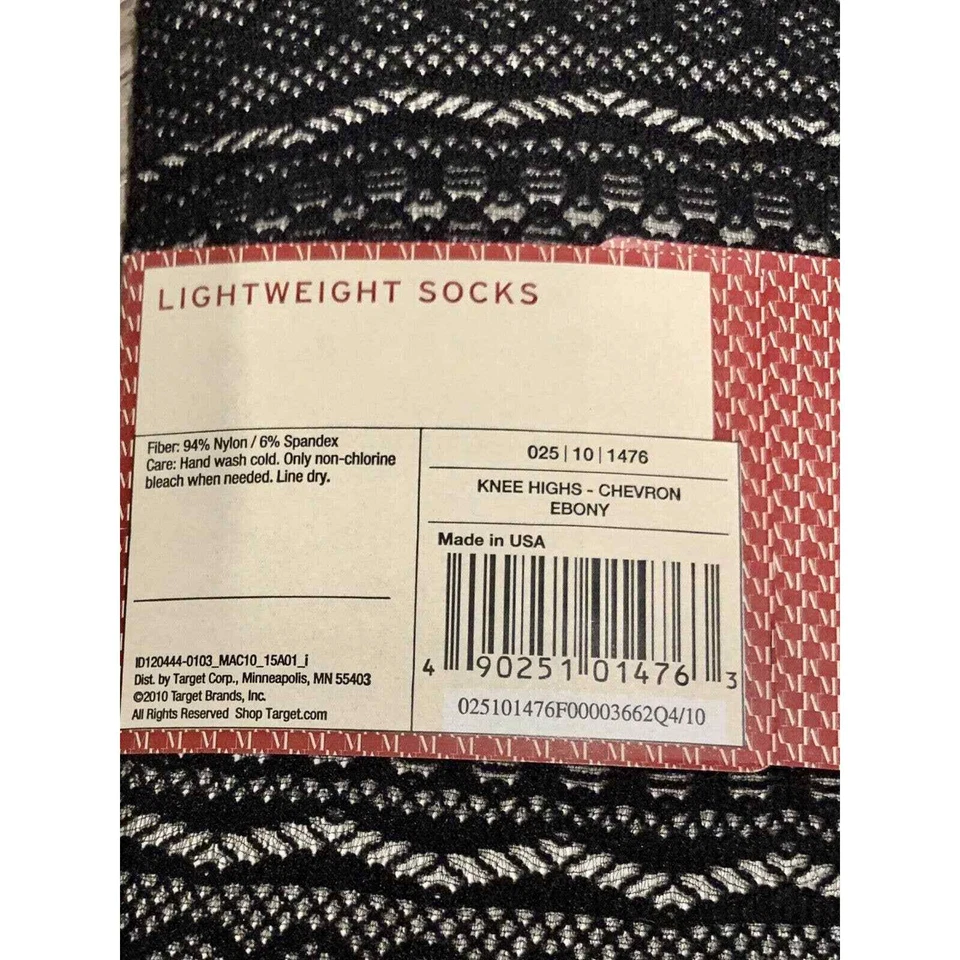 LIGHTWEIGHT SOCKS
Fiber: 94% Nylon / 6% Spandex
Care: Hand wash cold. Only non-chlorine
bleach when needed. Line dry.
ID120444-0103_MAC10_15A01_i
Dist. by Target Corp., Minneapolis, MN 55403
©2010 Target Brands, Inc.
All Rights Reserved Shop Target.com
025 | 10 | 1476
KNEE HIGHS - CHEVRON
EBONY
Made in USA
4 90251 01476 3
025101476F00003662Q4/10